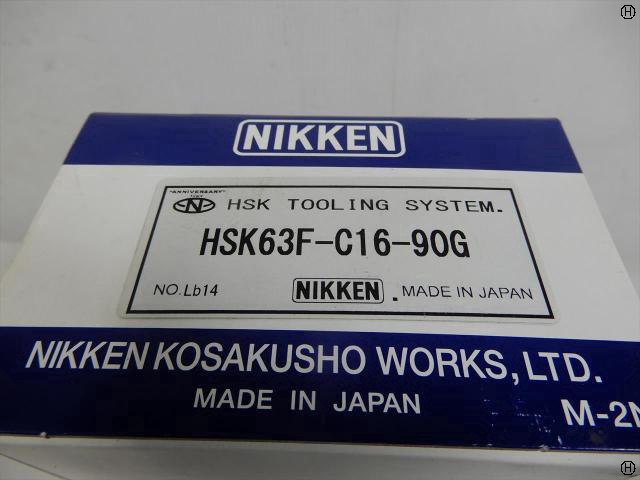 H
NIKKEN
"ANNIVERSARY"
N HSK TOOLING SYSTEM.
HSK63F-C16-90G
NO.Lb14 NIKKEN . MADE IN JAPAN
NIKKEN KOSAKUSHO WORKS, LTD.
MADE IN JAPAN M-2N
H